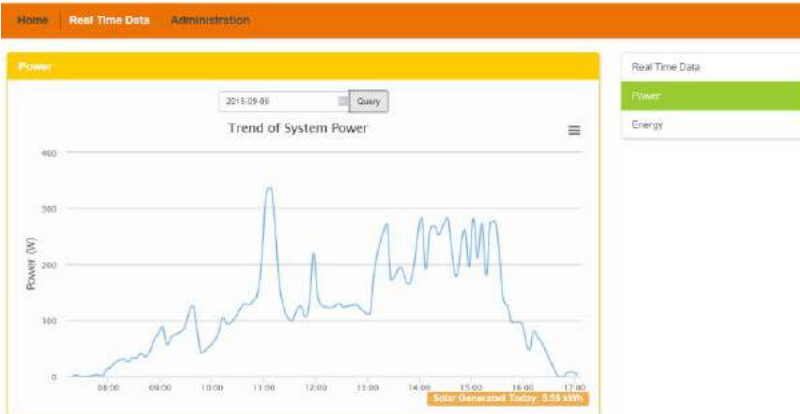 Home Real Time Data Administration
Power
2015-09-06 Query
Trend of System Power
Power (W)
400
300
200
100
0
08:00 09:00 10:00 11:00 12:00 13:00 14:00 15:00 16:00 17:00
Solar Generated Today: 5.59 kWh
Real Time Data
Power
Energy